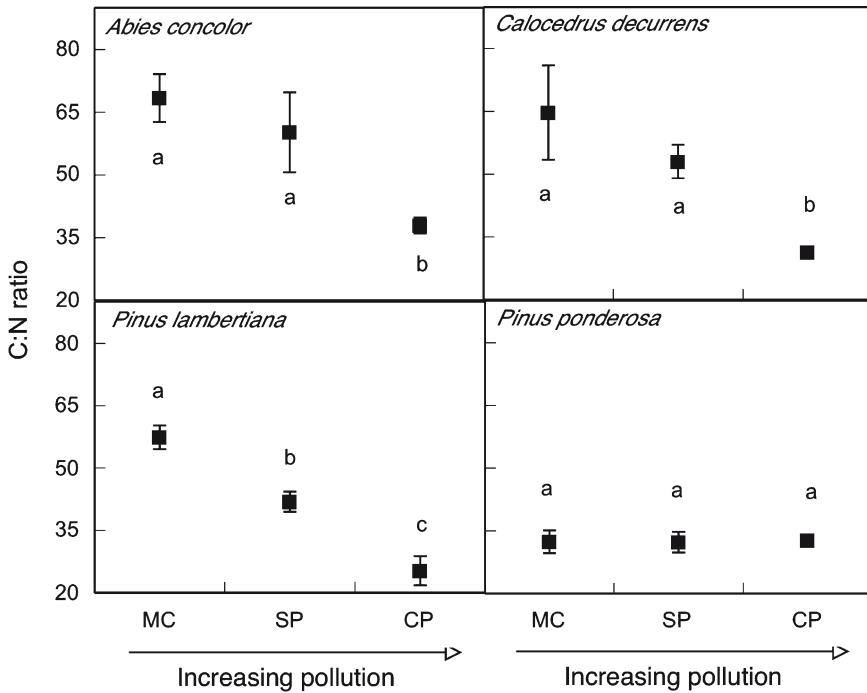 Abies concolor
Calocedrus decurrens
80
65
50
35
20
a
a
b
a
a
b
C:N ratio
Pinus lambertiana
Pinus ponderosa
80
65
50
35
20
a
b
c
a
a
a
MC SP CP MC SP CP
Increasing pollution Increasing pollution